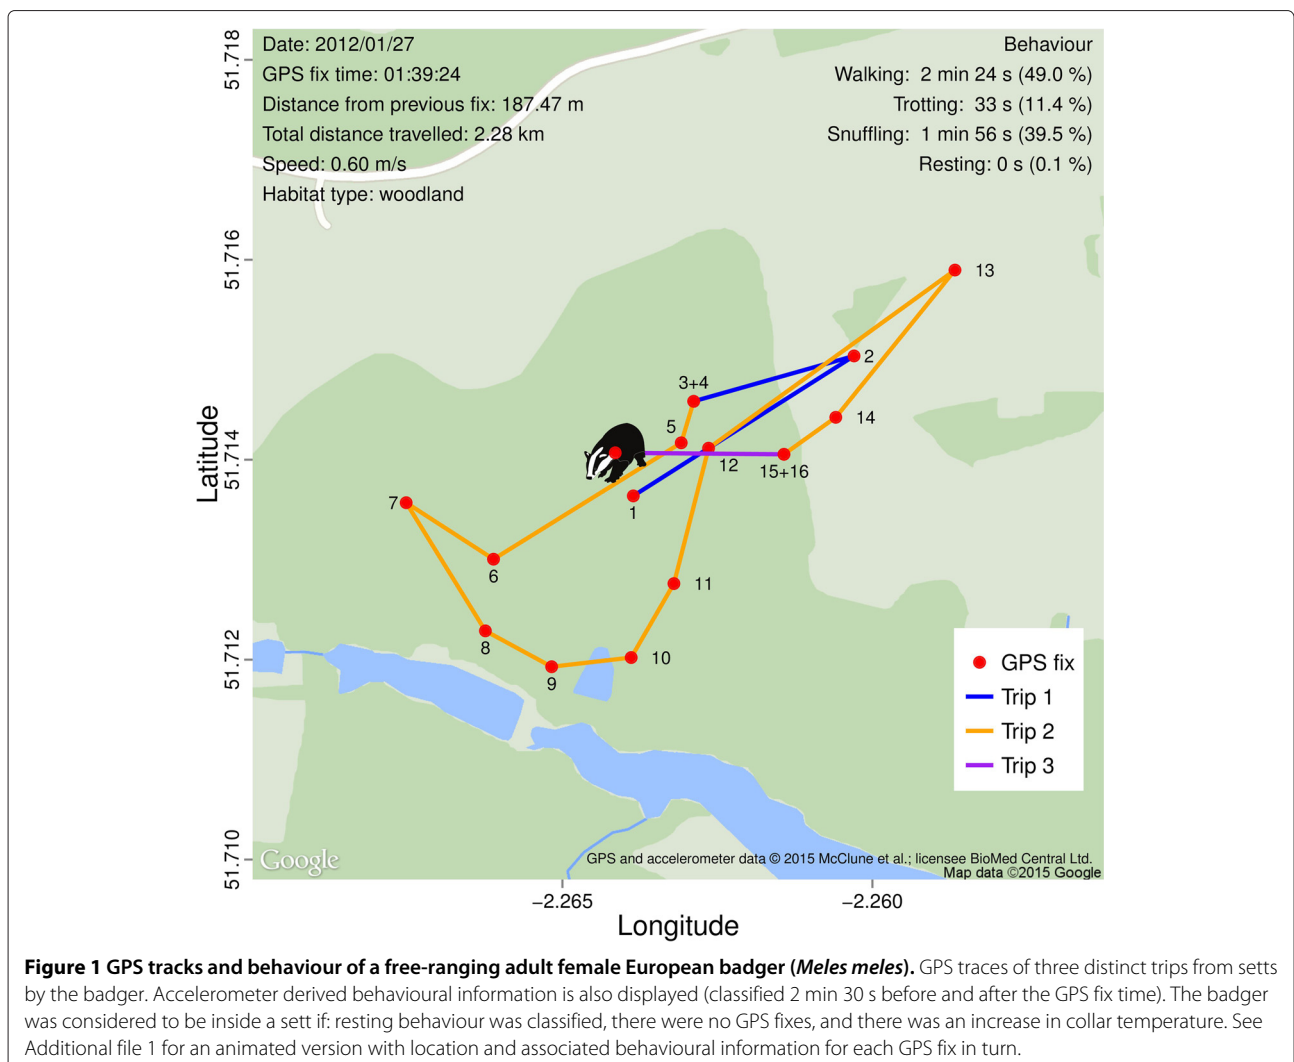 Date: 2012/01/27
GPS fix time: 01:39:24
Distance from previous fix: 187.47 m
Total distance travelled: 2.28 km
Speed: 0.60 m/s
Habitat type: woodland
Behaviour
Walking: 2 min 24 s (49.0 %)
Trotting: 33 s (11.4 %)
Snuffling: 1 min 56 s (39.5 %)
Resting: 0 s (0.1 %)
51.718
51.716
51.714
51.712
51.710
Latitude
13
2
3+4
14
5
12
15+16
7
1
6
11
8
10
9
GPS fix
Trip 1
Trip 2
Trip 3
Google
GPS and accelerometer data © 2015 McClune et al.; licensee BioMed Central Ltd.
Map data ©2015 Google
−2.265
−2.260
Longitude
Figure 1 GPS tracks and behaviour of a free-ranging adult female European badger (Meles meles). GPS traces of three distinct trips from setts
by the badger. Accelerometer derived behavioural information is also displayed (classified 2 min 30 s before and after the GPS fix time). The badger
was considered to be inside a sett if: resting behaviour was classified, there were no GPS fixes, and there was an increase in collar temperature. See
Additional file 1 for an animated version with location and associated behavioural information for each GPS fix in turn.